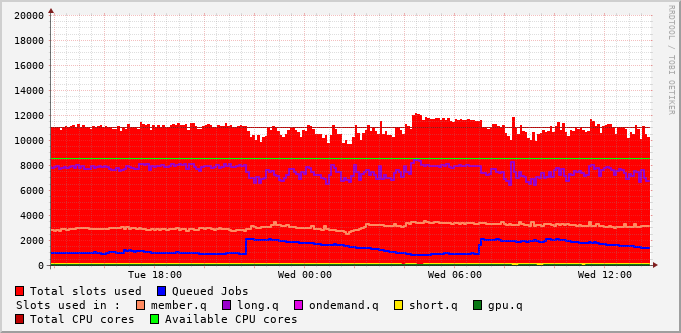 RRDTOOL / TOBI OETIKER
20000
18000
16000
14000
12000
10000
8000
6000
4000
2000
0
Tue 18:00 Wed 00:00 Wed 06:00 Wed 12:00
Total slots used Queued Jobs
Slots used in : member.q long.q ondemand.q short.q gpu.q
Total CPU cores Available CPU cores